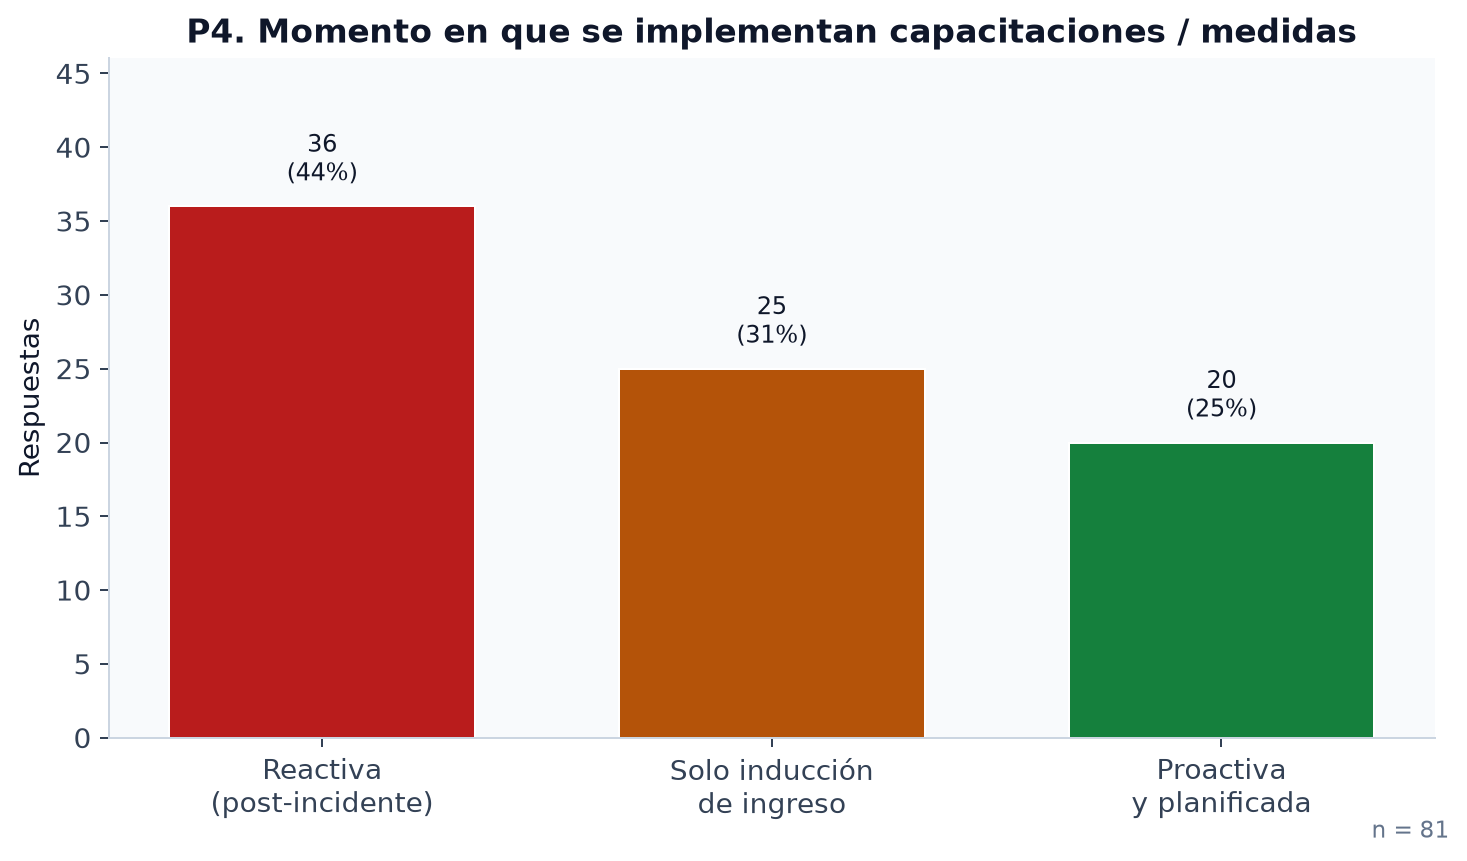 P4. Momento en que se implementan capacitaciones / medidas
Respuestas
45
40
35
30
25
20
15
10
5
0
36
(44%)
25
(31%)
20
(25%)
Reactiva
(post-incidente)
Solo inducción
de ingreso
Proactiva
y planificada
n = 81